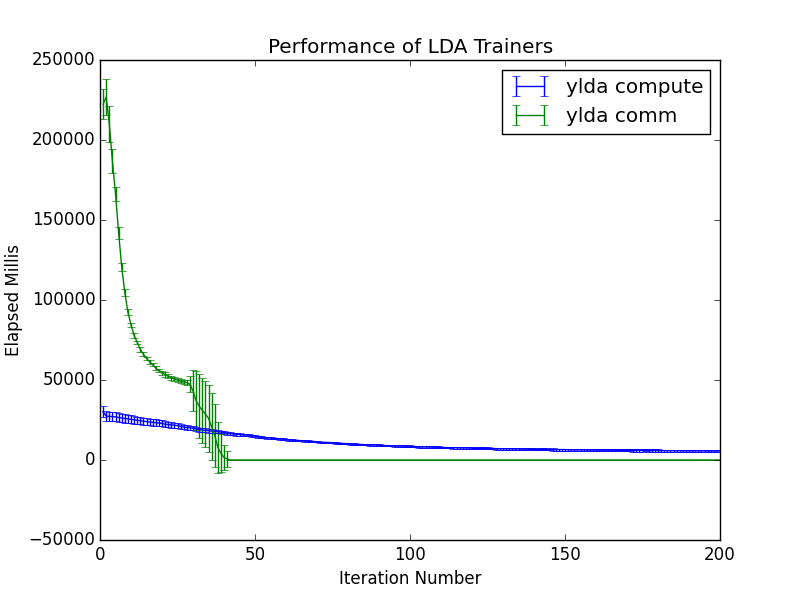 Performance of LDA Trainers
250000
200000
150000
100000
50000
0
−50000
Elapsed Millis
ylda compute
ylda comm
0 50 100 150 200
Iteration Number